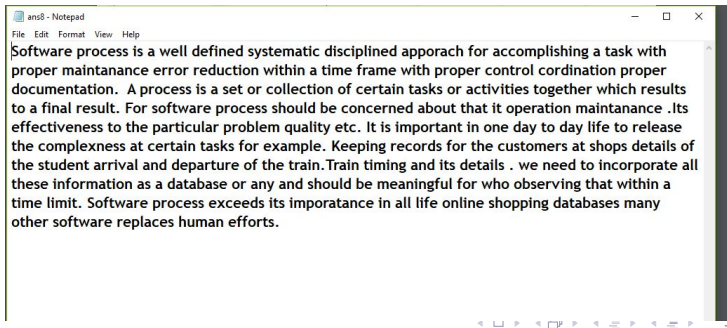 ans8 - Notepad
File Edit Format View Help
Software process is a well defined systematic disciplined apporach for accomplishing a task with
proper maintanance error reduction within a time frame with proper control cordination proper
documentation.  A process is a set or collection of certain tasks or activities together which results
to a final result. For software process should be concerned about that it operation maintanance .Its
effectiveness to the particular problem quality etc. It is important in one day to day life to release
the complexness at certain tasks for example. Keeping records for the customers at shops details of
the student arrival and departure of the train.Train timing and its details . we need to incorporate all
these information as a database or any and should be meaningful for who observing that within a
time limit. Software process exceeds its imporatance in all life online shopping databases many
other software replaces human efforts.